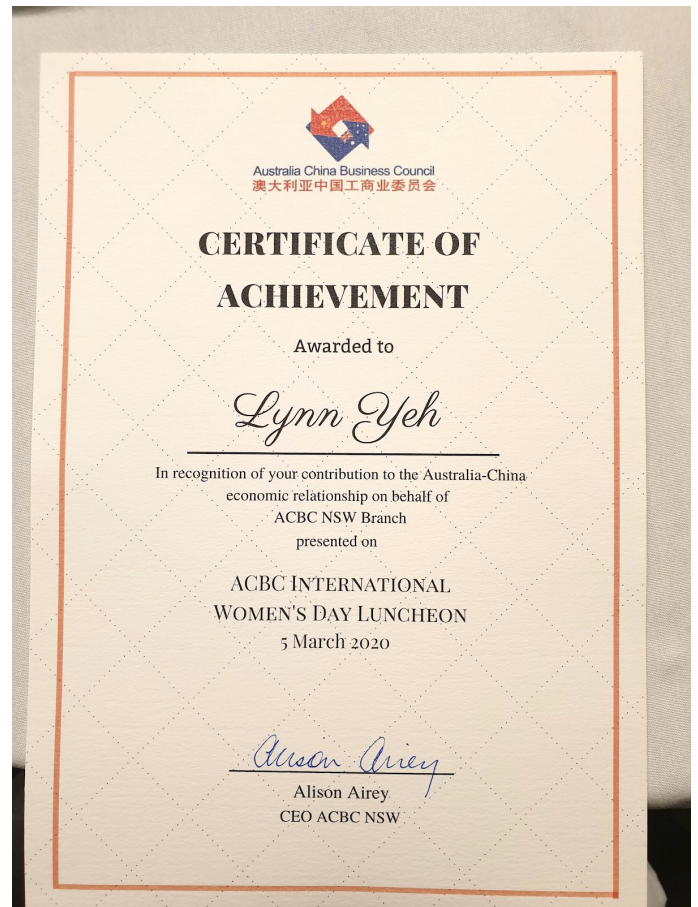 Australia China Business Council
澳大利亚中国工商业委员会
CERTIFICATE OF
ACHIEVEMENT
Awarded to
Lynn Yeh
In recognition of your contribution to the Australia-China
economic relationship on behalf of
ACBC NSW Branch
presented on
ACBC INTERNATIONAL
WOMEN'S DAY LUNCHEON
5 MARCH 2020
Alison Airey
Alison Airey
CEO ACBC NSW